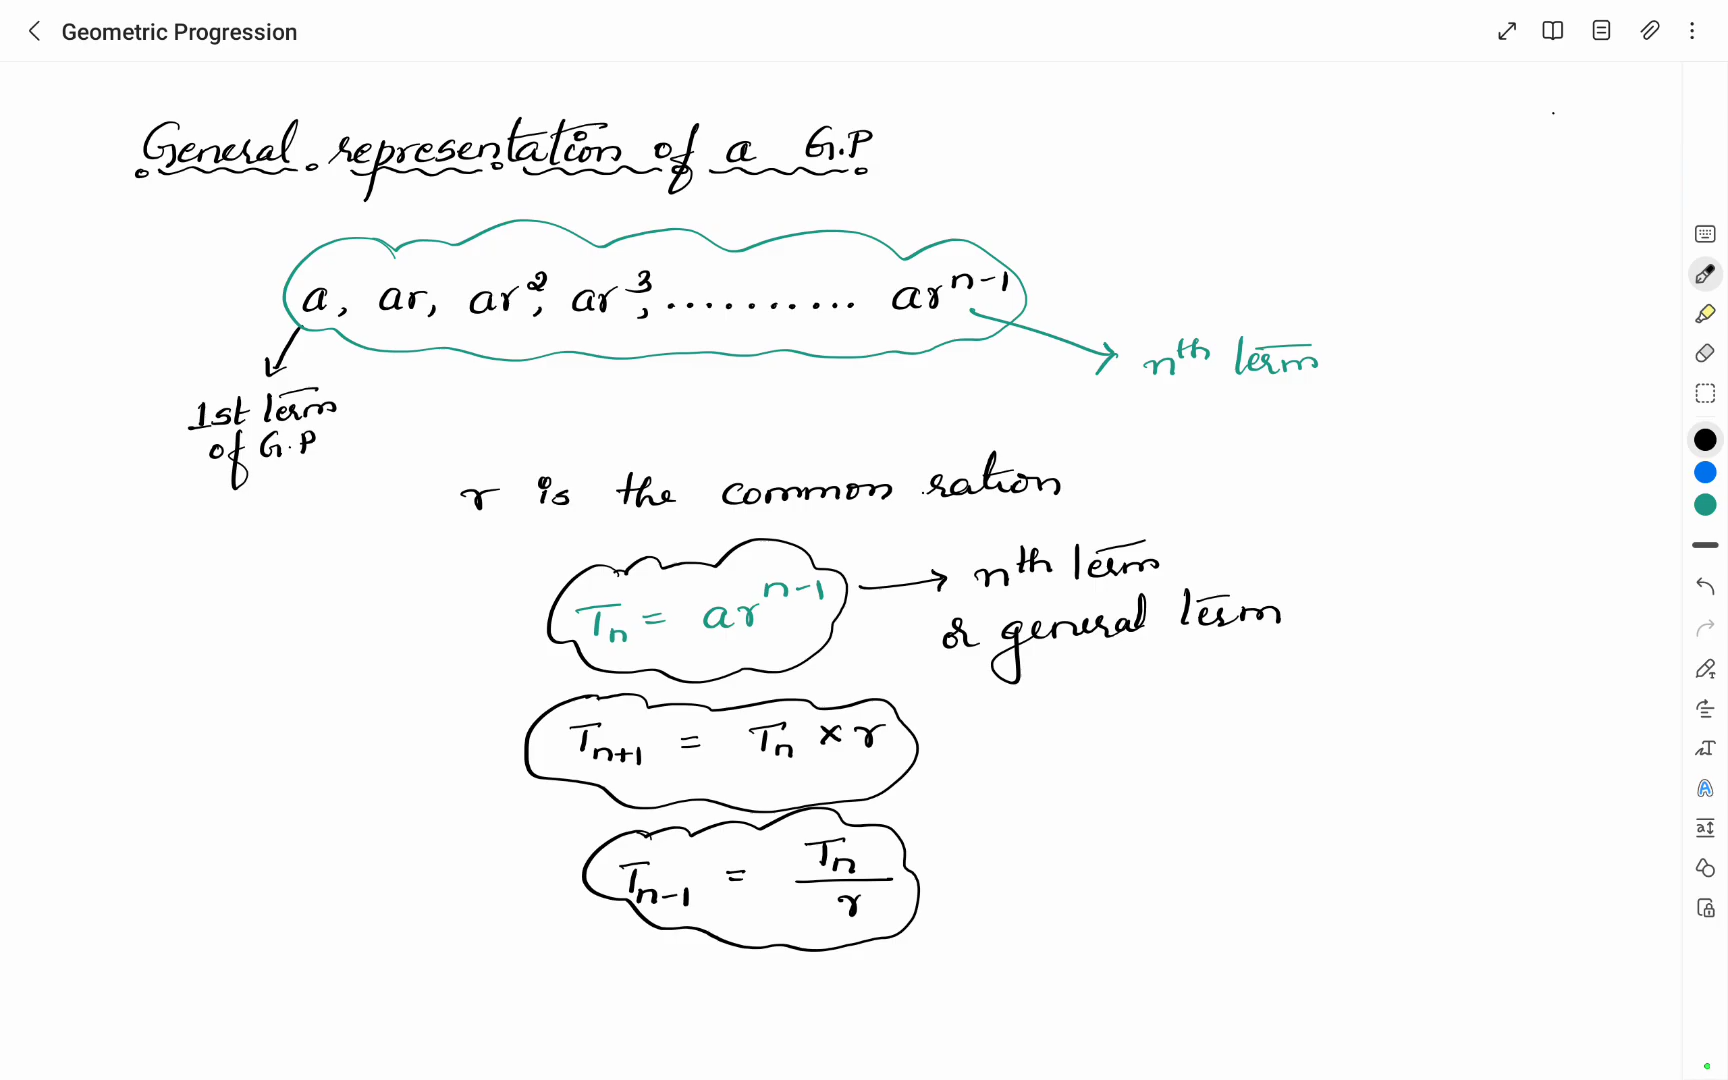 Geometric Progression
General representation of a G.P
a, ar, ar², ar³, .......... arⁿ⁻¹
nᵗʰ term
1st term
of G.P
r is the common ration
Tₙ = arⁿ⁻¹
nᵗʰ term
or general term
Tₙ₊₁ = Tₙ × r
Tₙ₋₁ = Tₙ / r